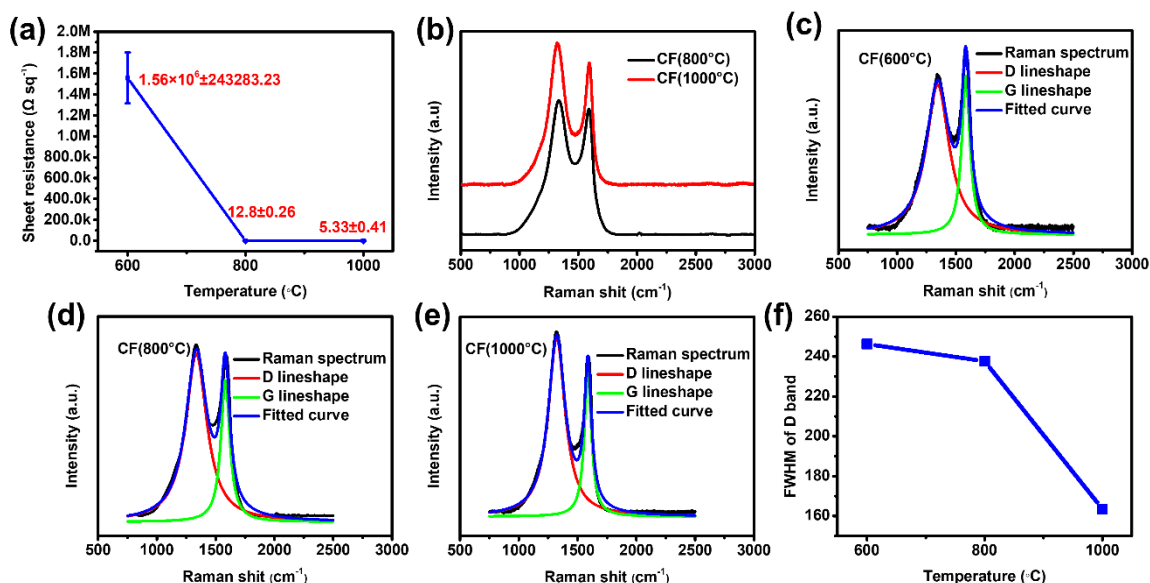 (a)
Sheet resistance (Ω sq⁻¹)
2.0M
1.8M
1.6M
1.4M
1.2M
1.0M
800.0k
600.0k
400.0k
200.0k
0.0
1.56×10⁶±243283.23
12.8±0.26
5.33±0.41
600
800
1000
Temperature (◦C)
(b)
Intensity (a.u)
CF(800°C)
CF(1000°C)
500 1000 1500 2000 2500 3000
Raman shit (cm⁻¹)
(c)
Intensity (a.u.)
CF(600°C)
Raman spectrum
D lineshape
G lineshape
Fitted curve
500 1000 1500 2000 2500 3000
Raman shit (cm⁻¹)
(d)
Intensity (a.u.)
CF(800°C)
Raman spectrum
D lineshape
G lineshape
Fitted curve
500 1000 1500 2000 2500 3000
Raman shit (cm⁻¹)
(e)
Intensity (a.u.)
CF(1000°C)
Raman spectrum
D lineshape
G lineshape
Fitted curve
500 1000 1500 2000 2500 3000
Raman shit (cm⁻¹)
(f)
FWHM of D band
260
240
220
200
180
160
600
800
1000
Temperature (◦C)